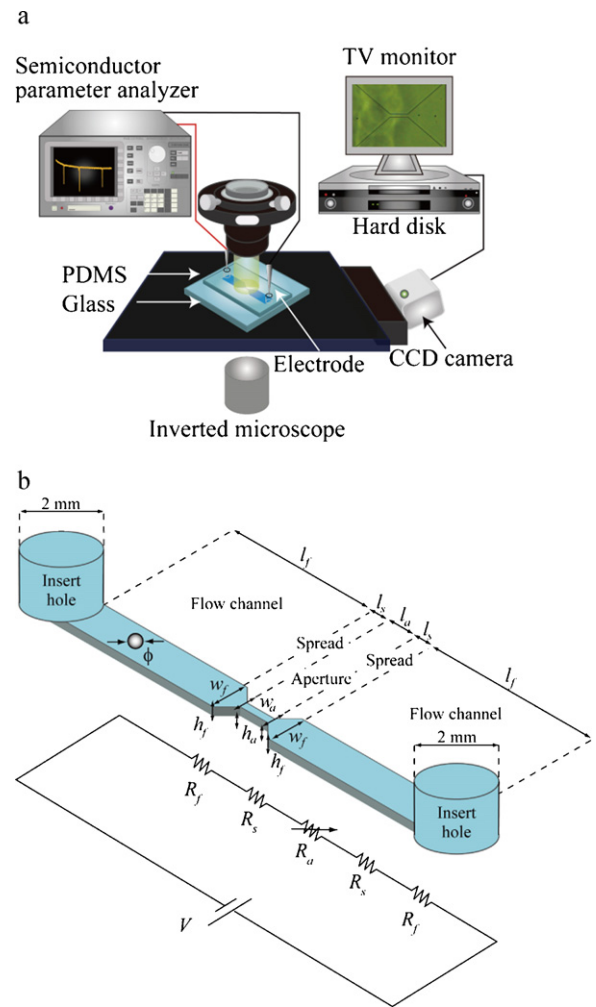 a
Semiconductor
parameter analyzer
TV monitor
Hard disk
PDMS
Glass
Electrode
CCD camera
Inverted microscope
b
2 mm
Insert
hole
l_f
Flow channel
l_s
l_a
l_s
Spread
Aperture
Spread
l_f
ϕ
w_f
w_a
h_f
h_a
w_f
h_f
Flow channel
2 mm
Insert
hole
R_f
R_s
R_a
R_s
R_f
V